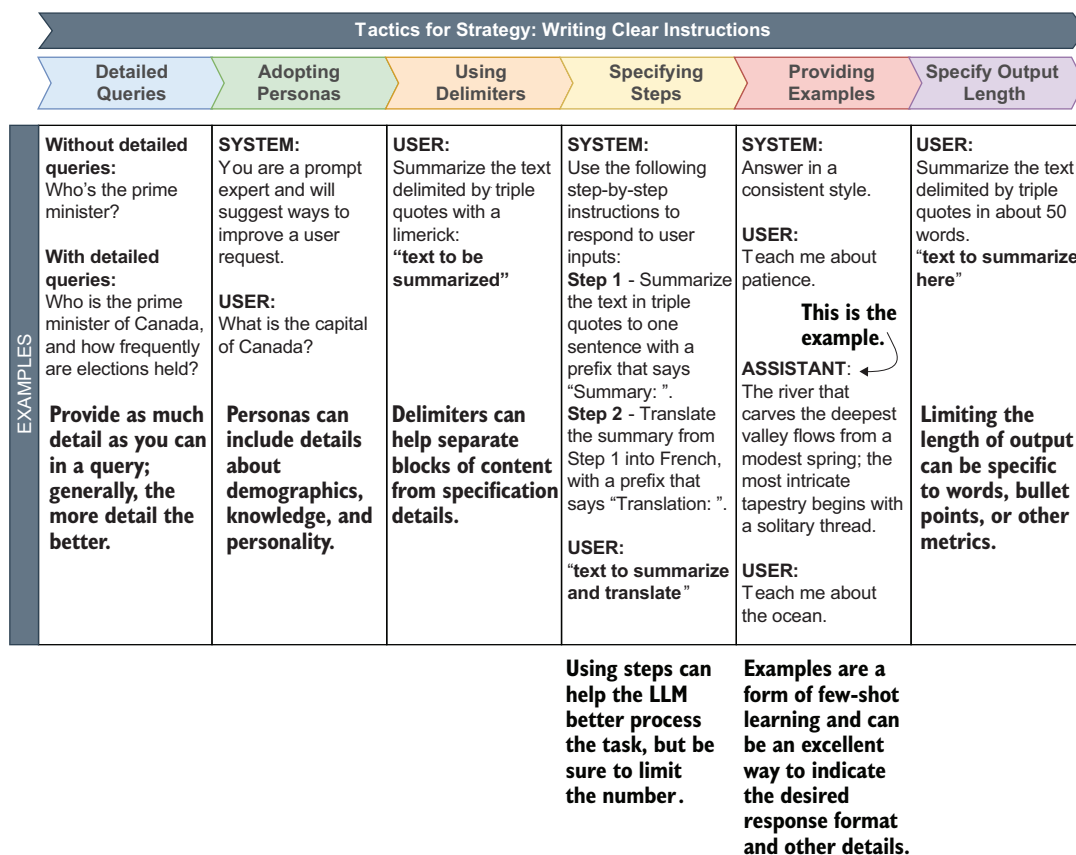 Tactics for Strategy: Writing Clear Instructions
Detailed
Queries
Adopting
Personas
Using
Delimiters
Specifying
Steps
Providing
Examples
Specify Output
Length
EXAMPLES
Without detailed
queries:
Who's the prime
minister?
With detailed
queries:
Who is the prime
minister of Canada,
and how frequently
are elections held?
Provide as much
detail as you can
in a query;
generally, the
more detail the
better.
SYSTEM:
You are a prompt
expert and will
suggest ways to
improve a user
request.
USER:
What is the capital
of Canada?
Personas can
include details
about
demographics,
knowledge, and
personality.
USER:
Summarize the text
delimited by triple
quotes with a
limerick:
“text to be
summarized”
Delimiters can
help separate
blocks of content
from specification
details.
SYSTEM:
Use the following
step-by-step
instructions to
respond to user
inputs:
Step 1 - Summarize
the text in triple
quotes to one
sentence with a
prefix that says
“Summary: ”.
Step 2 - Translate
the summary from
Step 1 into French,
with a prefix that
says “Translation: ”.
USER:
“text to summarize
and translate”
Using steps can
help the LLM
better process
the task, but be
sure to limit
the number.
SYSTEM:
Answer in a
consistent style.
USER:
Teach me about
patience.
This is the
example.
ASSISTANT:
The river that
carves the deepest
valley flows from a
modest spring; the
most intricate
tapestry begins with
a solitary thread.
USER:
Teach me about
the ocean.
Examples are a
form of few-shot
learning and can
be an excellent
way to indicate
the desired
response format
and other details.
USER:
Summarize the text
delimited by triple
quotes in about 50
words.
“text to summarize
here”
Limiting the
length of output
can be specific
to words, bullet
points, or other
metrics.